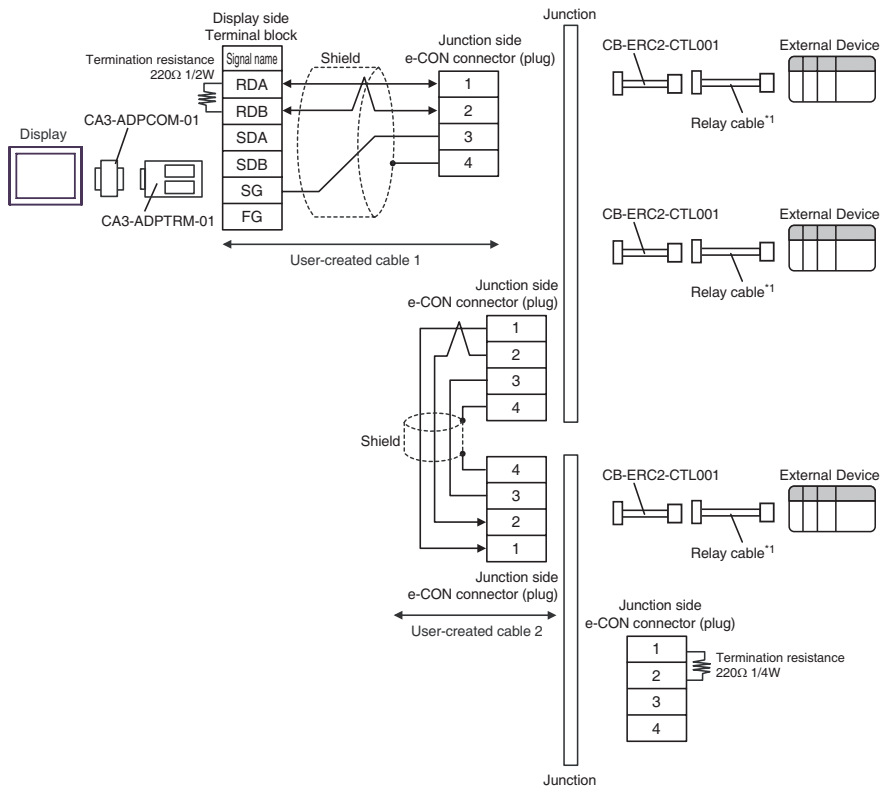 Junction
Display side
Terminal block
Signal name
RDA
RDB
SDA
SDB
SG
FG
Termination resistance
220Ω 1/2W
Shield
Junction side
e-CON connector (plug)
1
2
3
4
Display
CA3-ADPCOM-01
CA3-ADPTRM-01
User-created cable 1
CB-ERC2-CTL001
External Device
Relay cable*1
CB-ERC2-CTL001
External Device
Relay cable*1
Junction side
e-CON connector (plug)
1
2
3
4
Shield
4
3
2
1
Junction side
e-CON connector (plug)
User-created cable 2
CB-ERC2-CTL001
External Device
Relay cable*1
Junction side
e-CON connector (plug)
1
2
3
4
Termination resistance
220Ω 1/4W
Junction